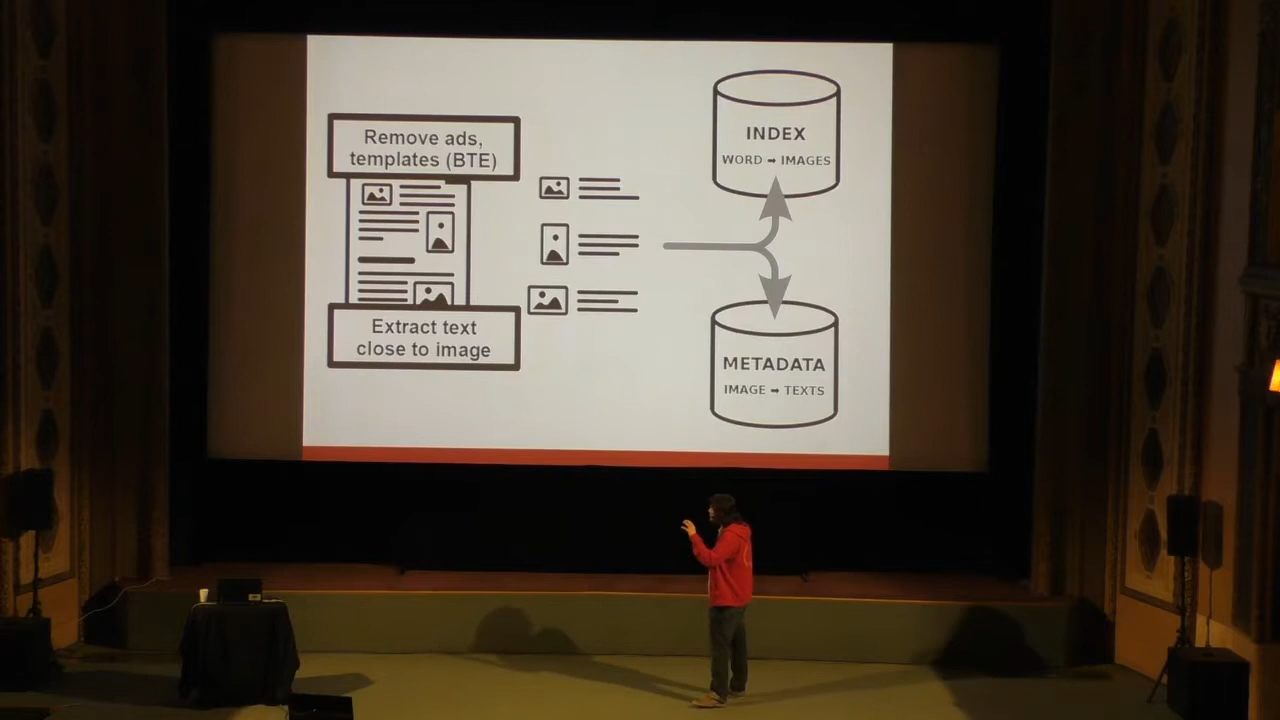 Remove ads,
templates (BTE)
Extract text
close to image
INDEX
WORD ➡ IMAGES
METADATA
IMAGE ➡ TEXTS